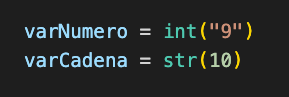 varNumero = int("9")
varCadena = str(10)